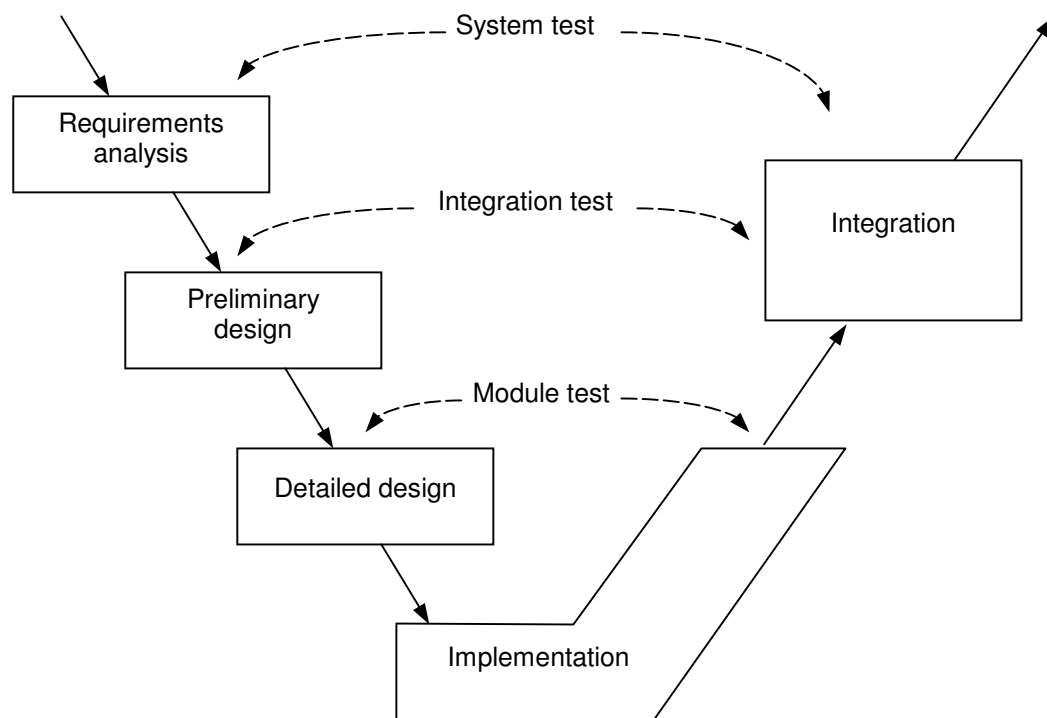 System test
Requirements
analysis
Integration test
Integration
Preliminary
design
Module test
Detailed design
Implementation